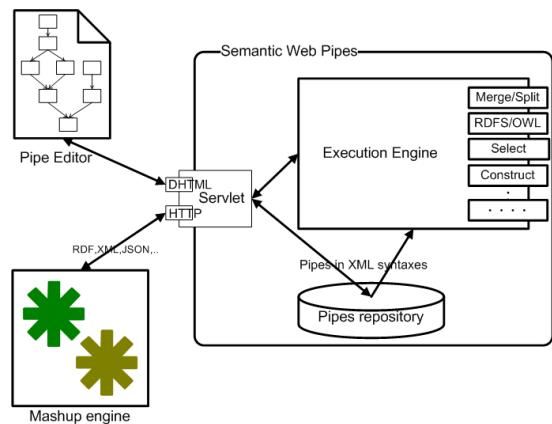 Semantic Web Pipes
Merge/Split
RDFS/OWL
Select
Construct
:
. . . .
Execution Engine
Pipe Editor
DHTML
Servlet
HTTP
RDF,XML,JSON,..
Pipes in XML syntaxes
Pipes repository
Mashup engine